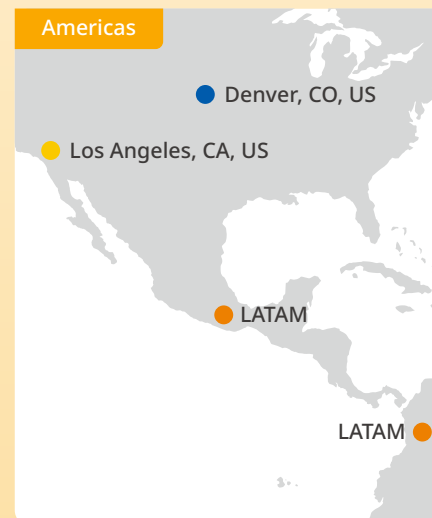 Americas
Denver, CO, US
Los Angeles, CA, US
LATAM
LATAM